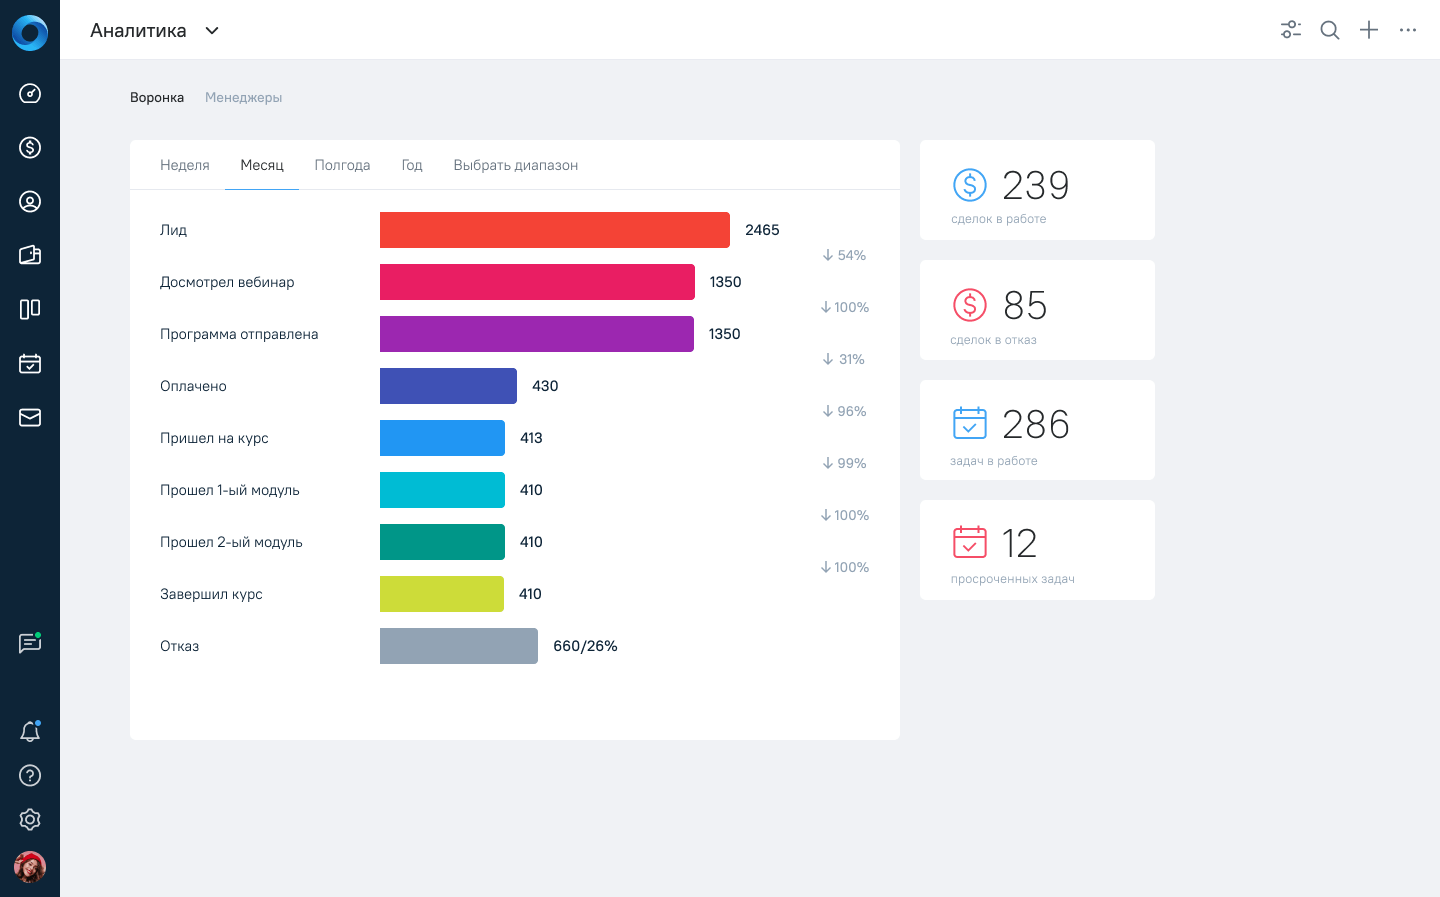 Аналитика
Воронка Менеджеры
Неделя Месяц Полгода Год Выбрать диапазон
Лид 2465
54%
Досмотрел вебинар 1350
100%
Программа отправлена 1350
31%
Оплачено 430
96%
Пришел на курс 413
99%
Прошел 1-ый модуль 410
100%
Прошел 2-ый модуль 410
100%
Завершил курс 410
Отказ 660/26%
239
сделок в работе
85
сделок в отказ
286
задач в работе
12
просроченных задач